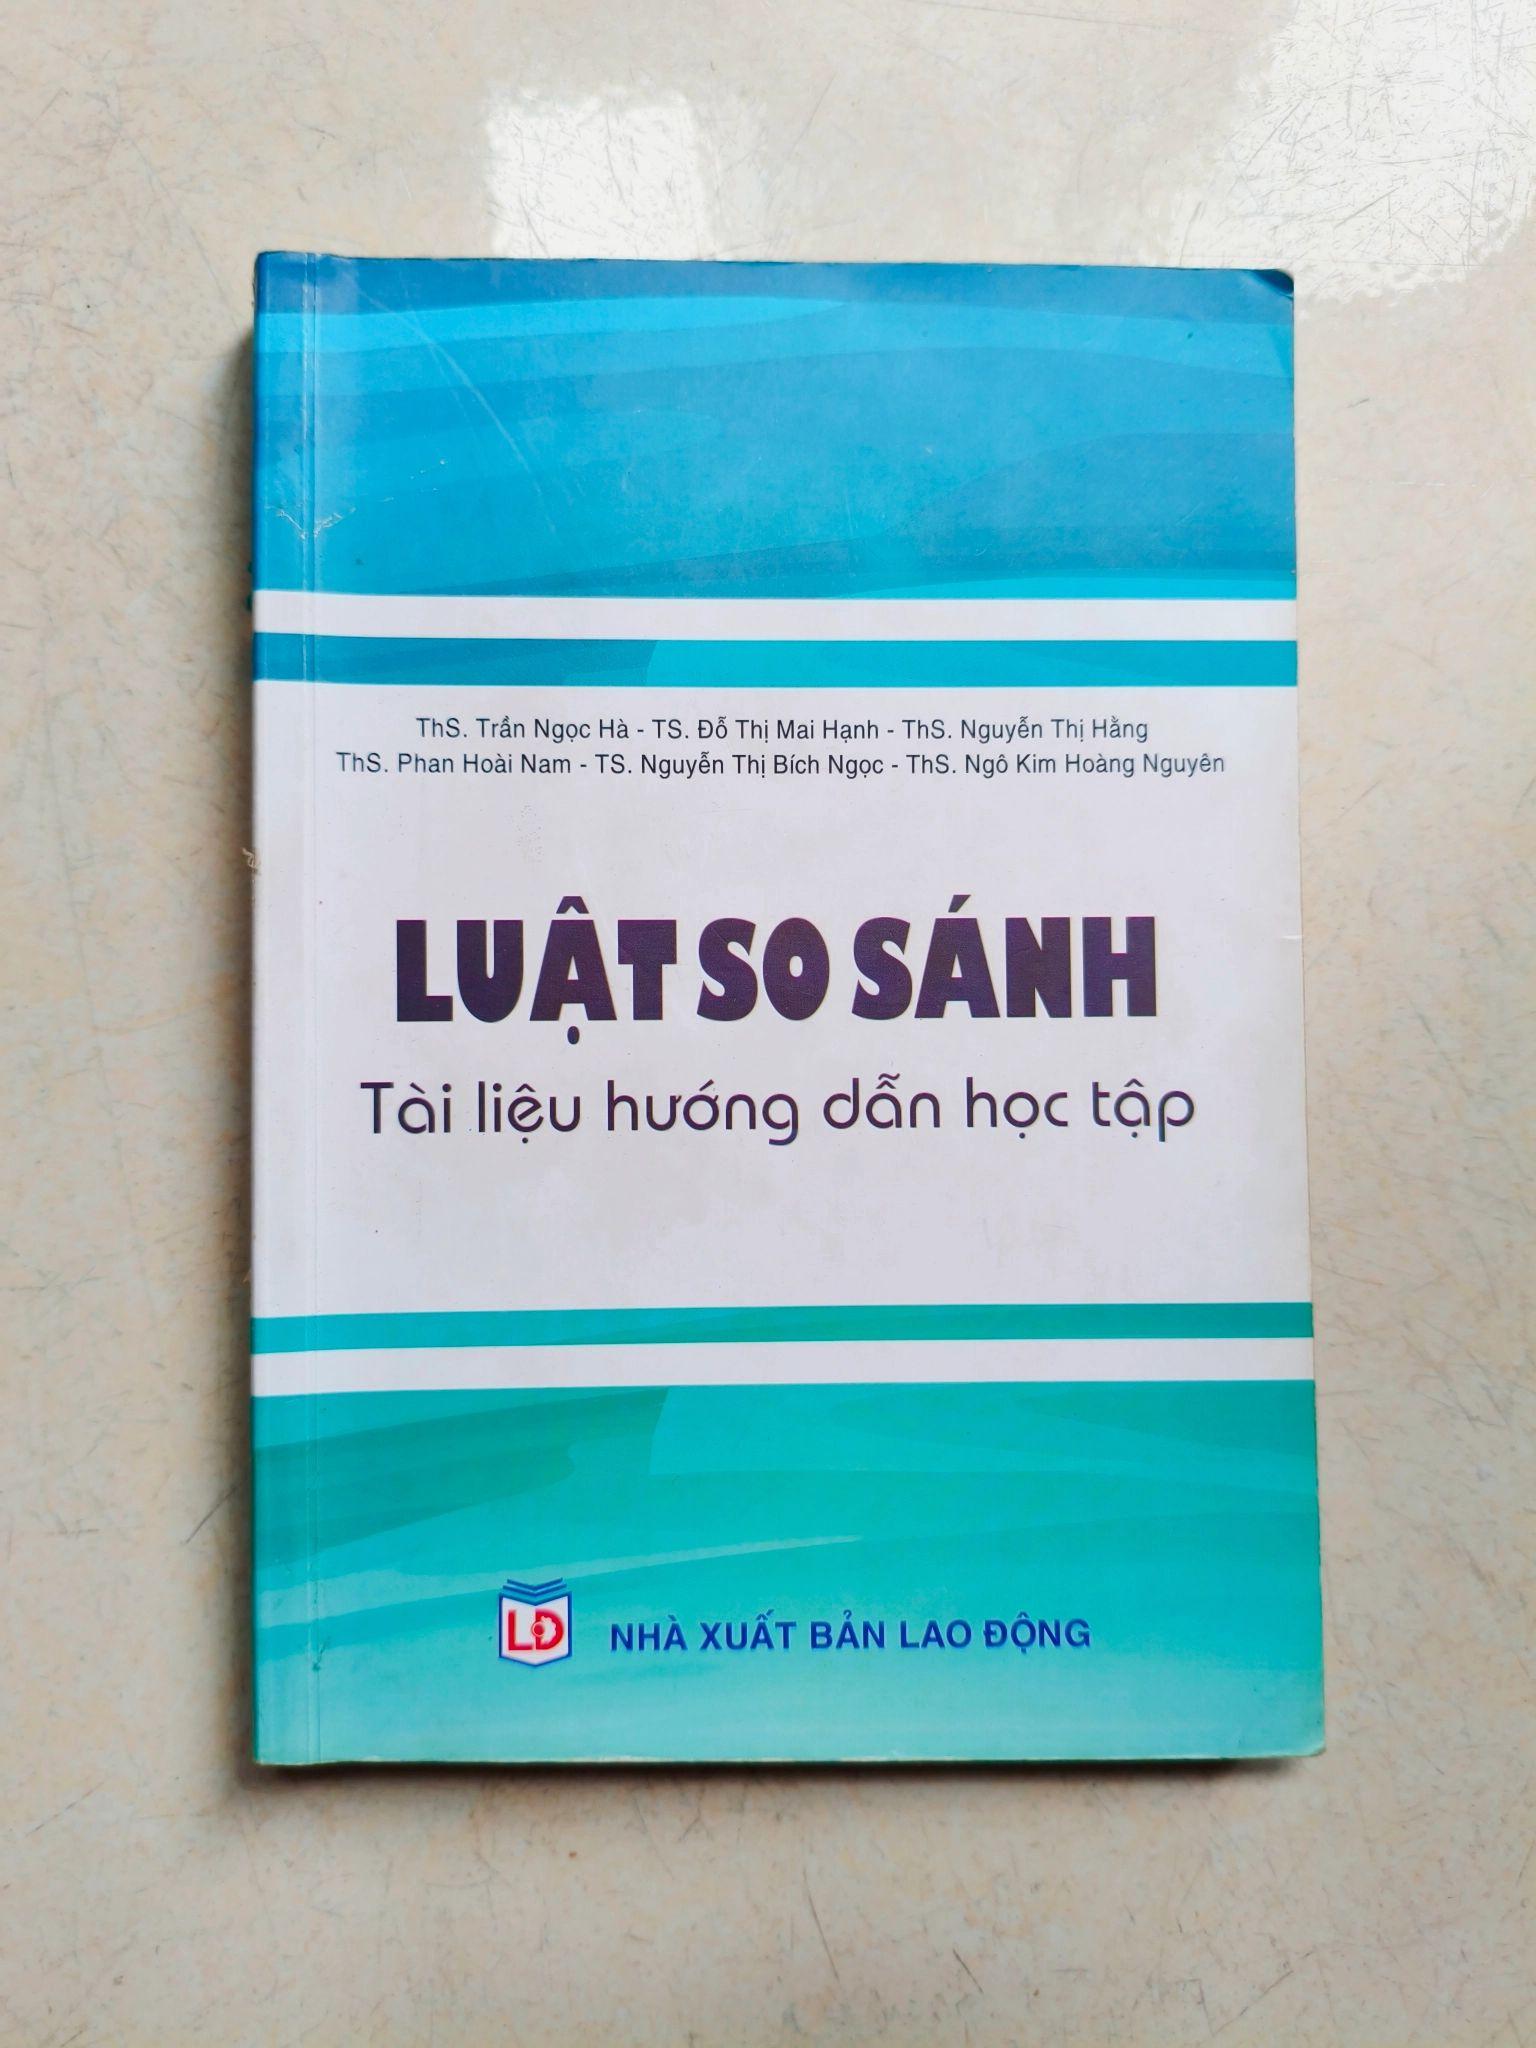 ThS. Trần Ngọc Hà - TS. Đỗ Thị Mai Hạnh - ThS. Nguyễn Thị Hằng
ThS. Phan Hoài Nam - TS. Nguyễn Thị Bích Ngọc - ThS. Ngô Kim Hoàng Nguyên
LUẬT SO SÁNH
Tài liệu hướng dẫn học tập
LĐ NHÀ XUẤT BẢN LAO ĐỘNG